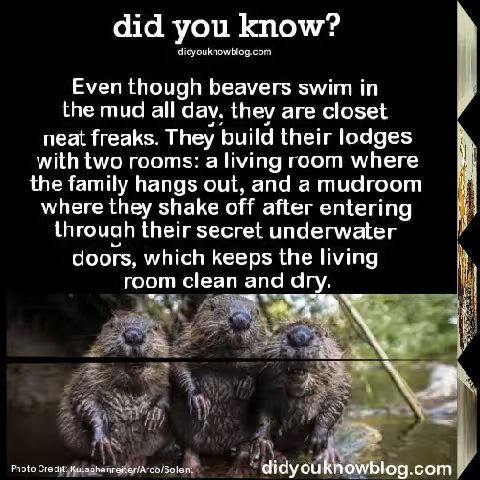 did you know?
didyouknowblog.com
Even though beavers swim in
the mud all day, they are closet
neat freaks. They build their lodges
with two rooms: a living room where
the family hangs out, and a mudroom
where they shake off after entering
through their secret underwater
doors, which keeps the living
room clean and dry.
Photo Credit:
didyouknowblog.com